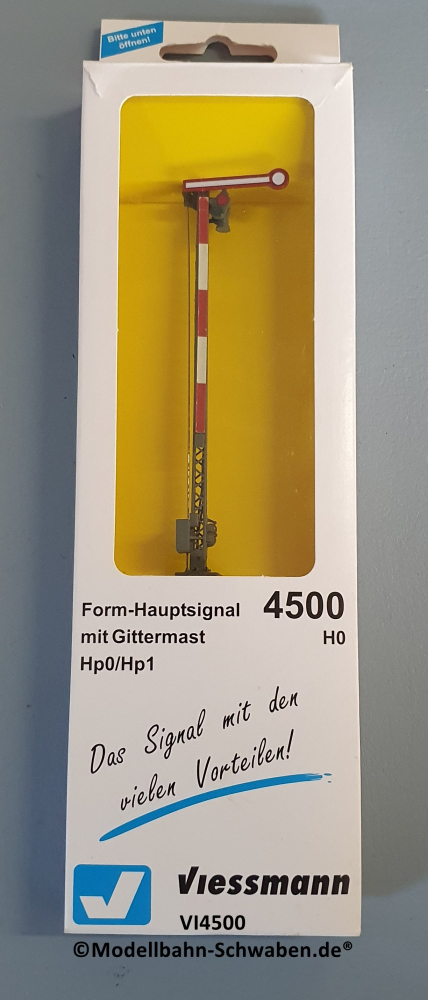 Bitte unten
öffnen!
Form-Hauptsignal 4500
mit Gittermast H0
Hp0/Hp1
Das Signal mit den
vielen Vorteilen!
Viessmann
VI4500
©Modellbahn-Schwaben.de®